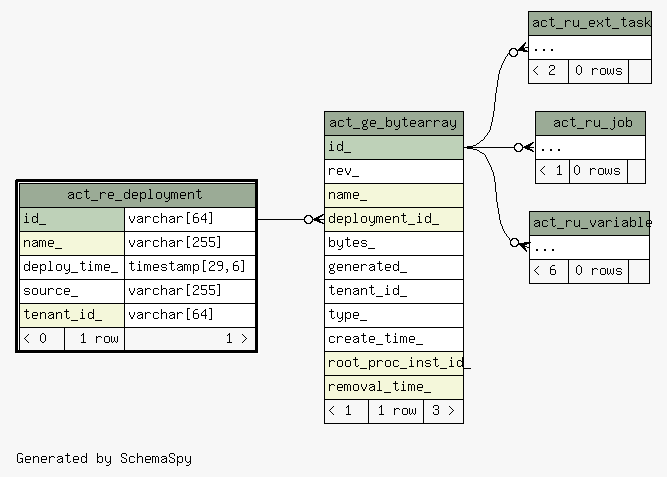 act_ru_ext_task
...
< 2 0 rows
act_ge_bytearray
id_
rev_
name_
deployment_id_
bytes_
generated_
tenant_id_
type_
create_time_
root_proc_inst_id_
removal_time_
< 1 1 row 3 >
act_ru_job
...
< 1 0 rows
act_re_deployment
id_ varchar[64]
name_ varchar[255]
deploy_time_ timestamp[29,6]
source_ varchar[255]
tenant_id_ varchar[64]
< 0 1 row 1 >
act_ru_variable
...
< 6 0 rows
Generated by SchemaSpy